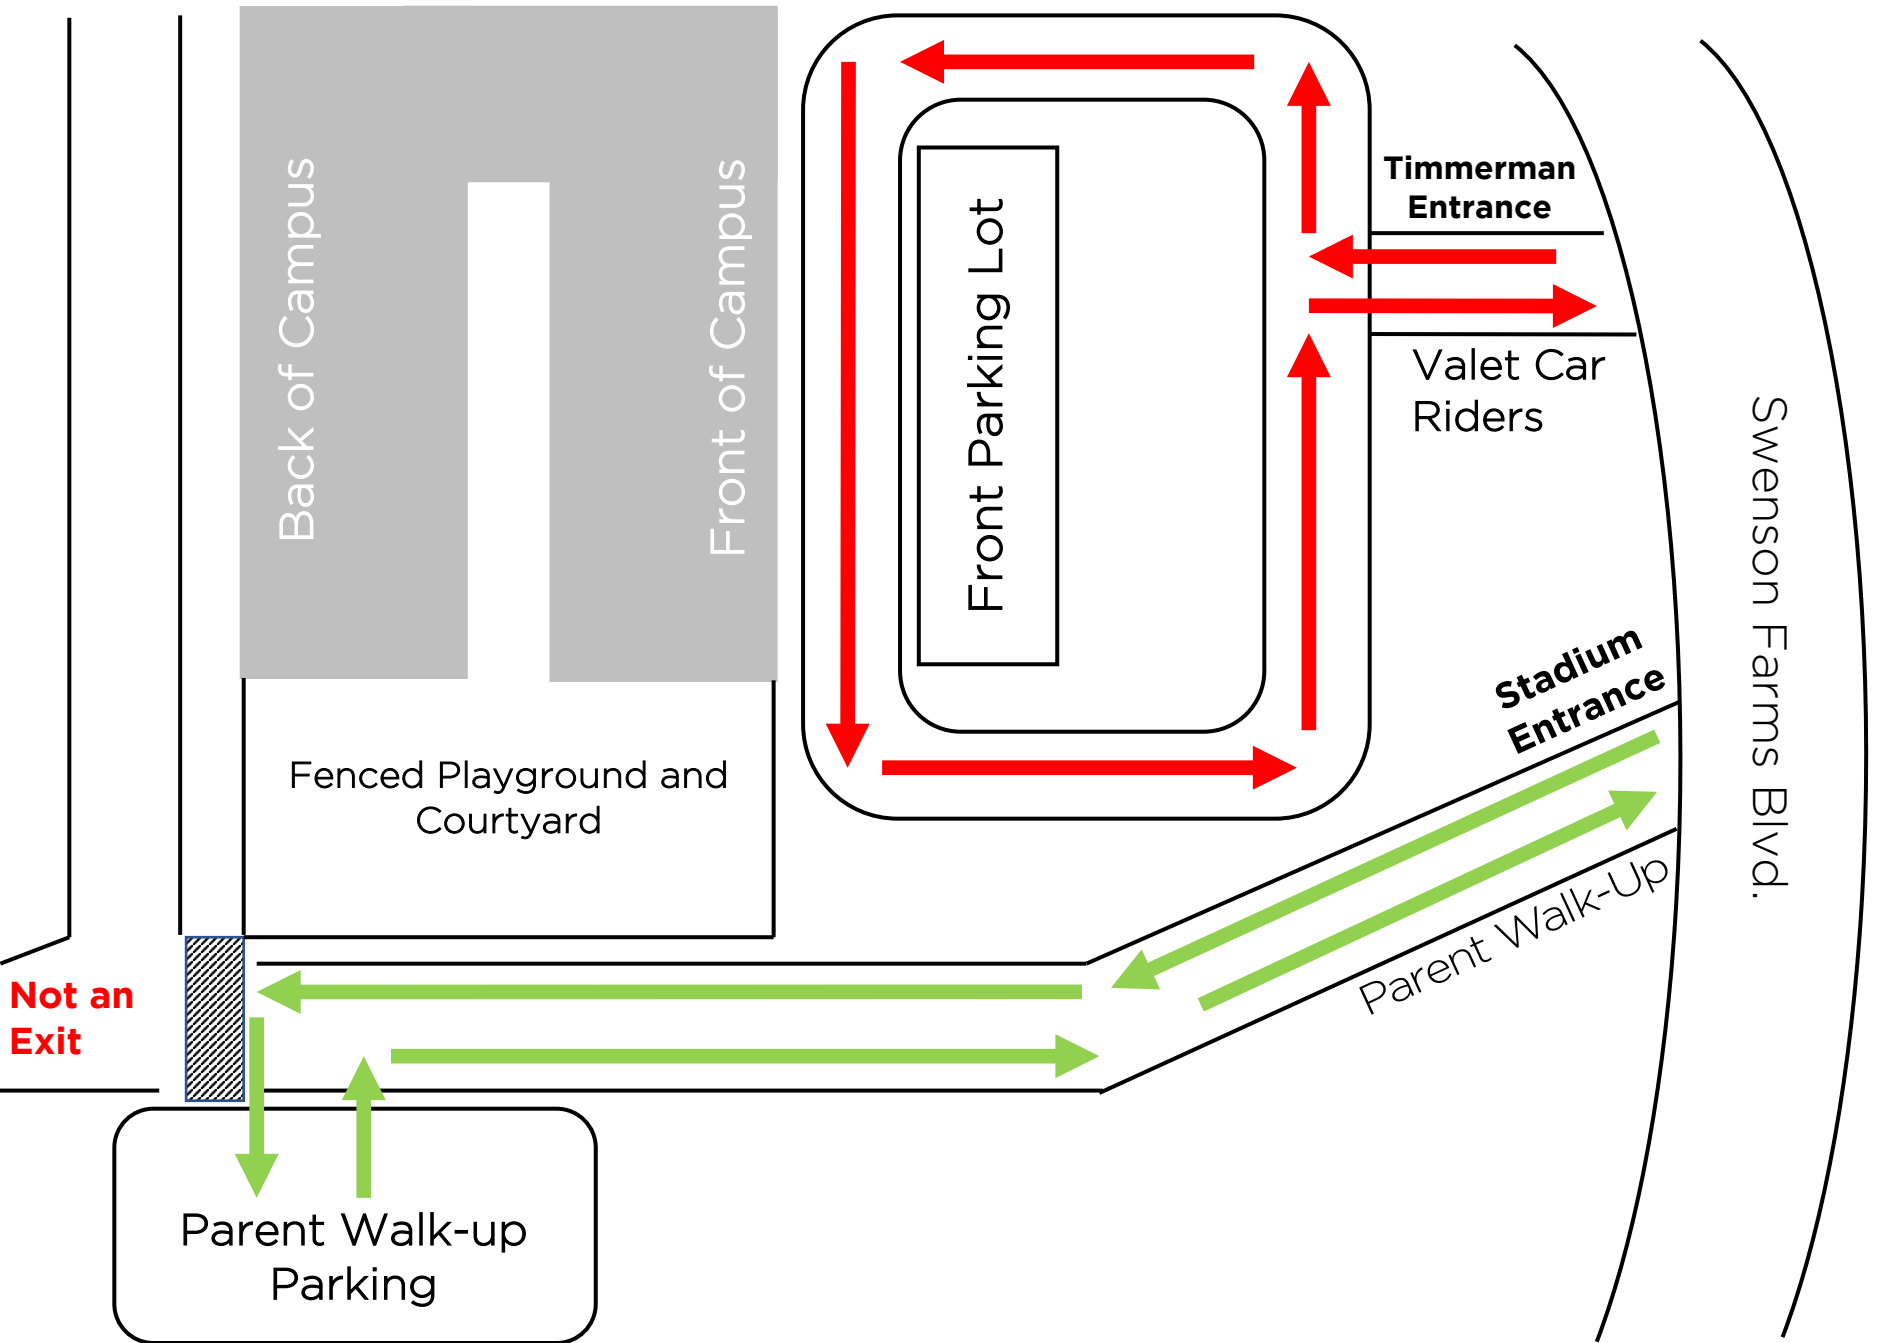 Back of Campus
Front of Campus
Front Parking Lot
Timmerman
Entrance
Valet Car
Riders
Swenson Farms Blvd.
Stadium
Entrance
Parent Walk-Up
Fenced Playground and
Courtyard
Not an
Exit
Parent Walk-up
Parking